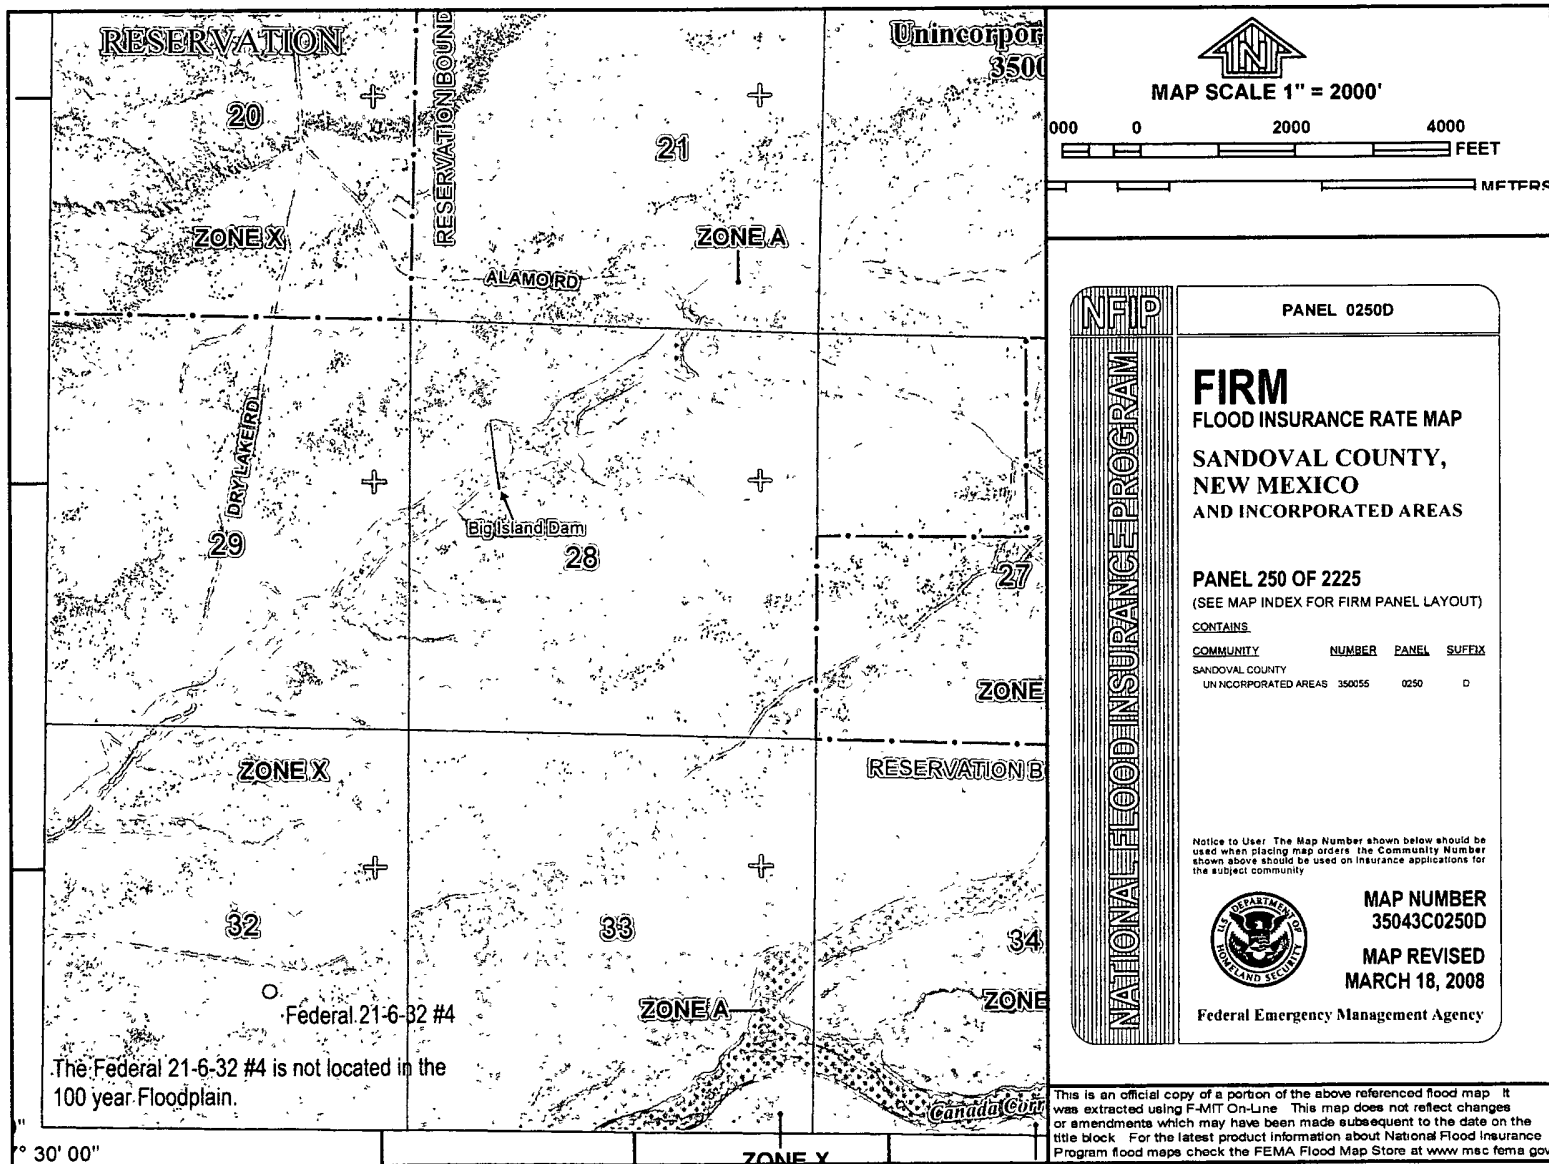 RESERVATION
RESERVATION BOUND
Unincorpor
3500
20
21
ZONE X
ZONE A
ALAMO RD
DRY LAKE RD
Big Island Dam
29
28
27
ZONE
ZONE X
RESERVATION B
32
33
34
ZONE A
ZONE
Federal 21-6-32 #4
The Federal 21-6-32 #4 is not located in the
100 year Floodplain.
Canada Corr
30' 00"
ZONE X
N
MAP SCALE 1" = 2000'
000 0 2000 4000
FEET
METERS
NFIP
NATIONAL FLOOD INSURANCE PROGRAM
PANEL 0250D
FIRM
FLOOD INSURANCE RATE MAP
SANDOVAL COUNTY,
NEW MEXICO
AND INCORPORATED AREAS
PANEL 250 OF 2225
(SEE MAP INDEX FOR FIRM PANEL LAYOUT)
CONTAINS
COMMUNITY NUMBER PANEL SUFFIX
SANDOVAL COUNTY
UN NCORPORATED AREAS 350055 0250 D
Notice to User The Map Number shown below should be
used when placing map orders the Community Number
shown above should be used on insurance applications for
the subject community
U.S. DEPARTMENT OF HOMELAND SECURITY
MAP NUMBER
35043C0250D
MAP REVISED
MARCH 18, 2008
Federal Emergency Management Agency
This is an official copy of a portion of the above referenced flood map It
was extracted using F-MIT On-Line This map does not reflect changes
or amendments which may have been made subsequent to the date on the
title block For the latest product information about National Flood Insurance
Program flood maps check the FEMA Flood Map Store at www msc fema gov